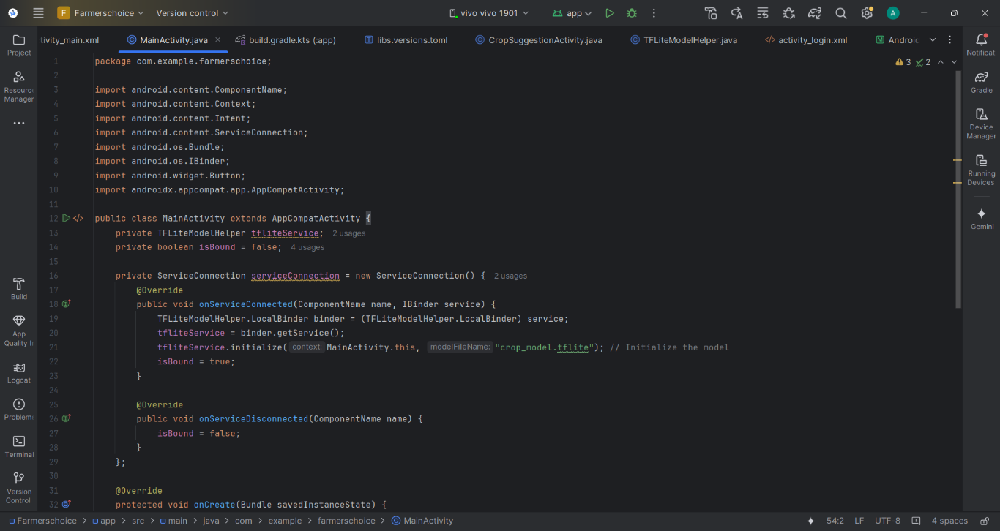 F Farmerschoice Version control vivo vivo 1901 app A
tivity_main.xml MainActivity.java build.gradle.kts (:app) libs.versions.toml CropSuggestionActivity.java TFLiteModelHelper.java activity_login.xml Android
Project
Resourc
Manager
Build
App
Quality I
Logcat
Problem
Terminal
Version
Control
3 2
1 package com.example.farmerschoice;
2
3 import android.content.ComponentName;
4 import android.content.Context;
5 import android.content.Intent;
6 import android.content.ServiceConnection;
7 import android.os.Bundle;
8 import android.os.IBinder;
9 import android.widget.Button;
10 import androidx.appcompat.app.AppCompatActivity;
11
12 public class MainActivity extends AppCompatActivity {
13 private TFLiteModelHelper tfliteService; 2 usages
14 private boolean isBound = false; 4 usages
15
16 private ServiceConnection serviceConnection = new ServiceConnection() { 2 usages
17 @Override
18 public void onServiceConnected(ComponentName name, IBinder service) {
19 TFLiteModelHelper.LocalBinder binder = (TFLiteModelHelper.LocalBinder) service;
20 tfliteService = binder.getService();
21 tfliteService.initialize( context: MainActivity.this, modelFileName: "crop_model.tflite"); // Initialize the model
22 isBound = true;
23 }
24
25 @Override
26 public void onServiceDisconnected(ComponentName name) {
27 isBound = false;
28 }
29 };
30
31 @Override
32 protected void onCreate(Bundle savedInstanceState) {
Notificat
Gradle
Device
Manager
Running
Devices
Gemini
Farmerschoice > app > src > main > java > com > example > farmerschoice > MainActivity 54:2 LF UTF-8 4 spaces